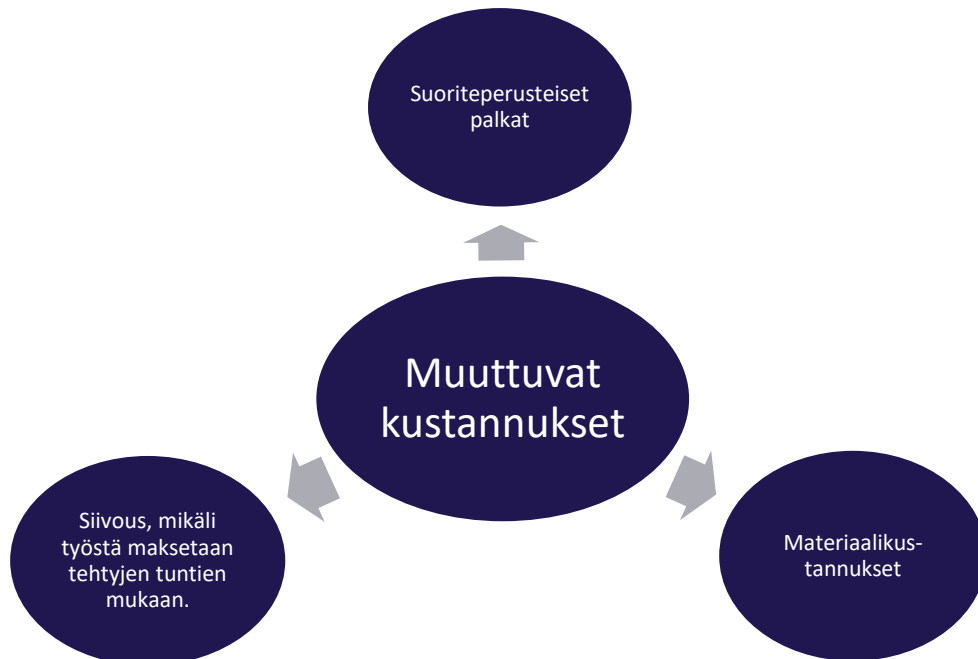 Suoriteperusteiset
palkat
Muuttuvat
kustannukset
Siivous, mikäli
työstä maksetaan
tehtyjen tuntien
mukaan.
Materiaalikus-
tannukset